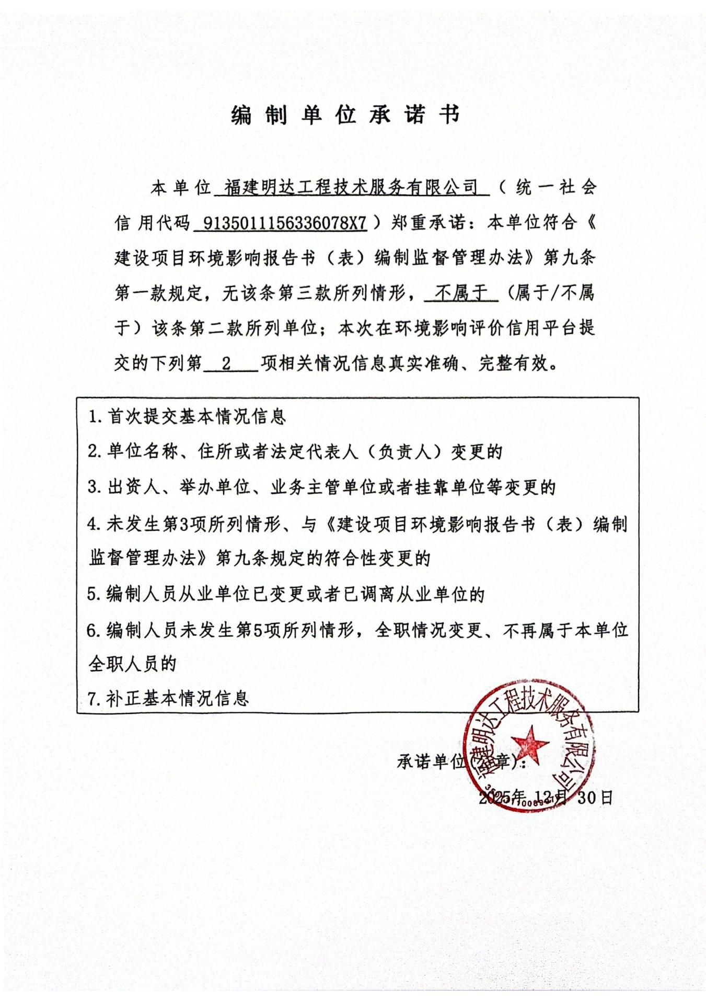 编制单位承诺书
本单位 福建明达工程技术服务有限公司 （统一社会
信用代码 9135011156336078X7）郑重承诺：本单位符合《
建设项目环境影响报告书（表）编制监督管理办法》第九条
第一款规定，无该条第三款所列情形， 不属于 （属于/不属
于）该条第二款所列单位；本次在环境影响评价信用平台提
交的下列第 2 项相关情况信息真实准确、完整有效。
1.首次提交基本情况信息
2.单位名称、住所或者法定代表人（负责人）变更的
3.出资人、举办单位、业务主管单位或者挂靠单位等变更的
4.未发生第3项所列情形、与《建设项目环境影响报告书（表）编制
监督管理办法》第九条规定的符合性变更的
5.编制人员从业单位已变更或者已调离从业单位的
6.编制人员未发生第5项所列情形，全职情况变更、不再属于本单位
全职人员的
7.补正基本情况信息
福建明达工程技术服务有限公司
承诺单位(公章)：
2025年 12月 30日